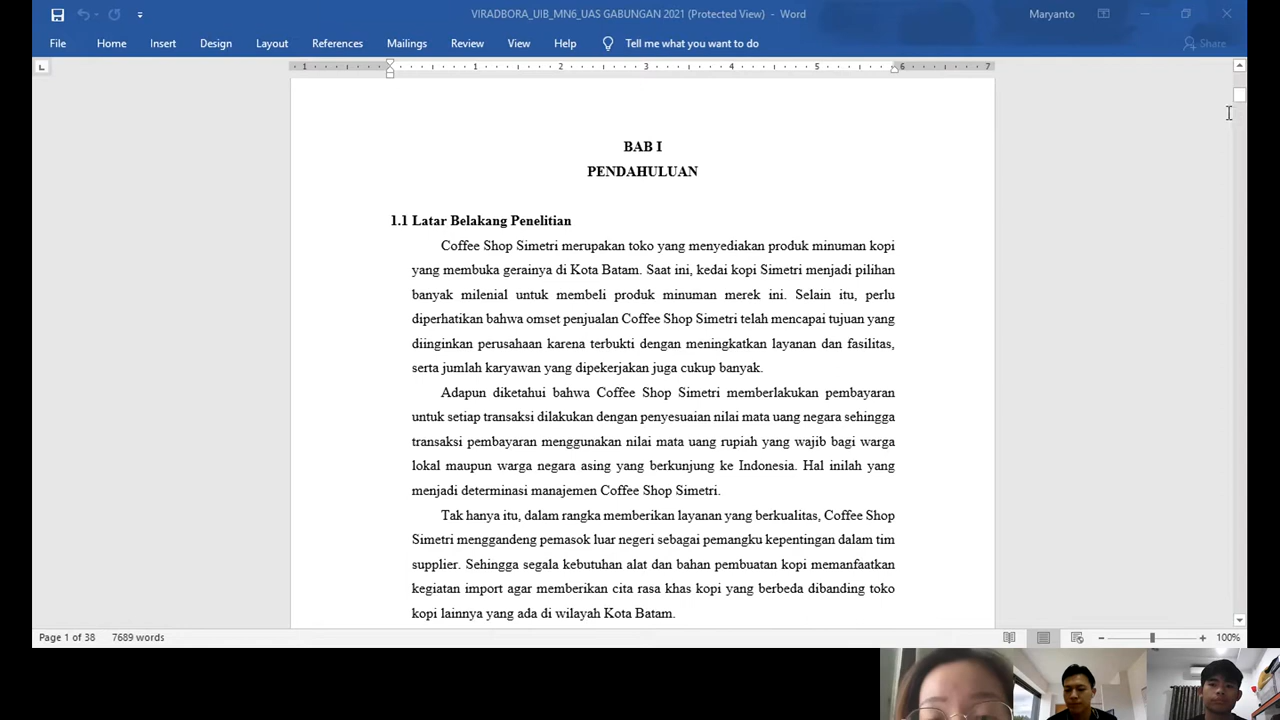 VIRADBORA_UIB_MN6_UAS GABUNGAN 2021 (Protected View) - Word
Maryanto
File Home Insert Design Layout References Mailings Review View Help Tell me what you want to do Share
1 1 2 3 4 5 6 7
BAB I
PENDAHULUAN
1.1 Latar Belakang Penelitian
Coffee Shop Simetri merupakan toko yang menyediakan produk minuman kopi
yang membuka gerainya di Kota Batam. Saat ini, kedai kopi Simetri menjadi pilihan
banyak milenial untuk membeli produk minuman merek ini. Selain itu, perlu
diperhatikan bahwa omset penjualan Coffee Shop Simetri telah mencapai tujuan yang
diinginkan perusahaan karena terbukti dengan meningkatkan layanan dan fasilitas,
serta jumlah karyawan yang dipekerjakan juga cukup banyak.
Adapun diketahui bahwa Coffee Shop Simetri memberlakukan pembayaran
untuk setiap transaksi dilakukan dengan penyesuaian nilai mata uang negara sehingga
transaksi pembayaran menggunakan nilai mata uang rupiah yang wajib bagi warga
lokal maupun warga negara asing yang berkunjung ke Indonesia. Hal inilah yang
menjadi determinasi manajemen Coffee Shop Simetri.
Tak hanya itu, dalam rangka memberikan layanan yang berkualitas, Coffee Shop
Simetri menggandeng pemasok luar negeri sebagai pemangku kepentingan dalam tim
supplier. Sehingga segala kebutuhan alat dan bahan pembuatan kopi memanfaatkan
kegiatan import agar memberikan cita rasa khas kopi yang berbeda dibanding toko
kopi lainnya yang ada di wilayah Kota Batam.
Page 1 of 38 7689 words 100%